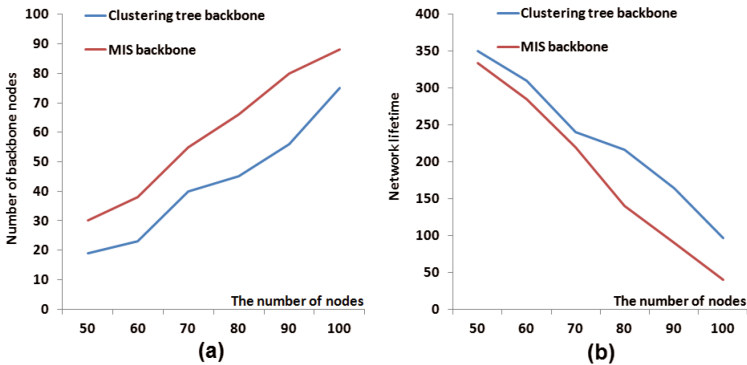 Clustering tree backbone
MIS backbone
Number of backbone nodes
100
90
80
70
60
50
40
30
20
10
0
The number of nodes
50 60 70 80 90 100
(a)
Clustering tree backbone
MIS backbone
Network lifetime
400
350
300
250
200
150
100
50
0
The number of nodes
50 60 70 80 90 100
(b)